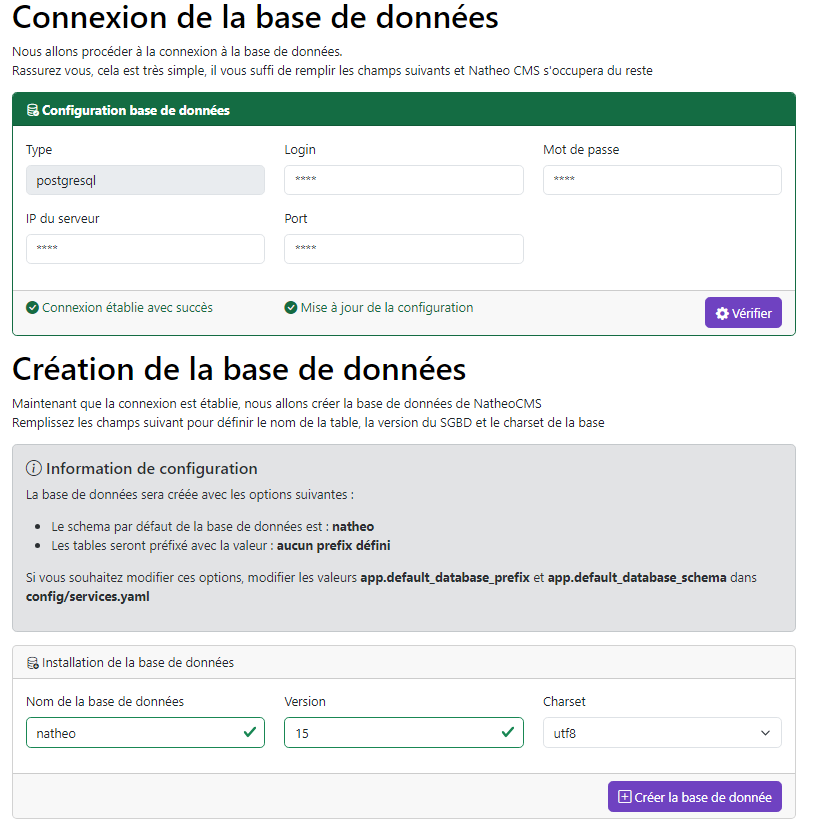 Connexion de la base de données
Nous allons procéder à la connexion à la base de données.
Rassurez vous, cela est très simple, il vous suffi de remplir les champs suivants et Natheo CMS s'occupera du reste
Configuration base de données
Type
Login
Mot de passe
postgresql
****
****
IP du serveur
Port
****
****
Connexion établie avec succès
Mise à jour de la configuration
Vérifier
Création de la base de données
Maintenant que la connexion est établie, nous allons créer la base de données de NatheoCMS
Remplissez les champs suivant pour définir le nom de la table, la version du SGBD et le charset de la base
Information de configuration
La base de données sera créée avec les options suivantes :
Le schema par défaut de la base de données est : natheo
Les tables seront préfixé avec la valeur : aucun prefix défini
Si vous souhaitez modifier ces options, modifier les valeurs app.default_database_prefix et app.default_database_schema dans
config/services.yaml
Installation de la base de données
Nom de la base de données
Version
Charset
natheo
15
utf8
Créer la base de donnée